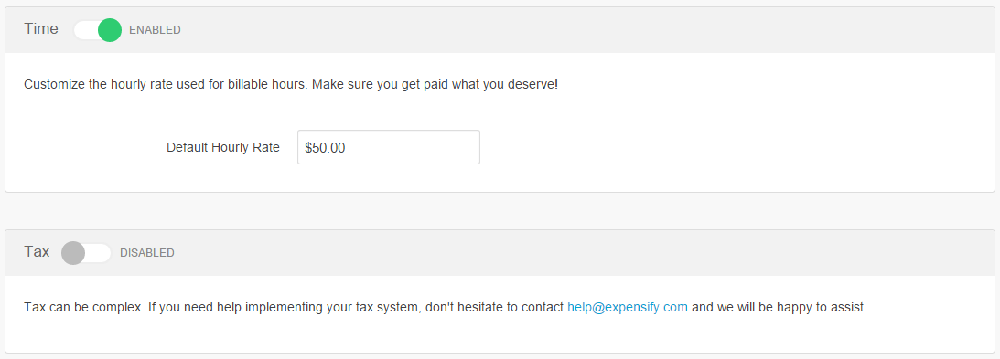 Time ENABLED
Customize the hourly rate used for billable hours. Make sure you get paid what you deserve!
Default Hourly Rate $50.00
Tax DISABLED
Tax can be complex. If you need help implementing your tax system, don't hesitate to contact help@expensify.com and we will be happy to assist.